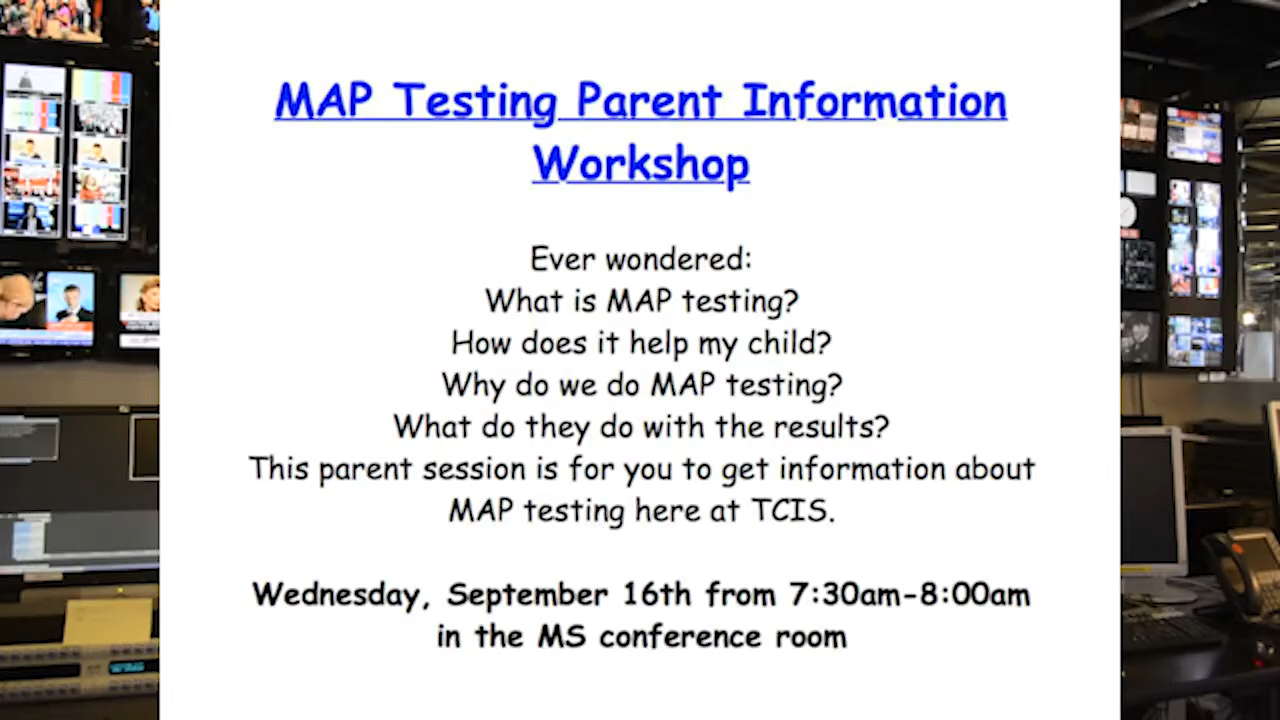 MAP Testing Parent Information
Workshop
Ever wondered:
What is MAP testing?
How does it help my child?
Why do we do MAP testing?
What do they do with the results?
This parent session is for you to get information about
MAP testing here at TCIS.
Wednesday, September 16th from 7:30am-8:00am
in the MS conference room